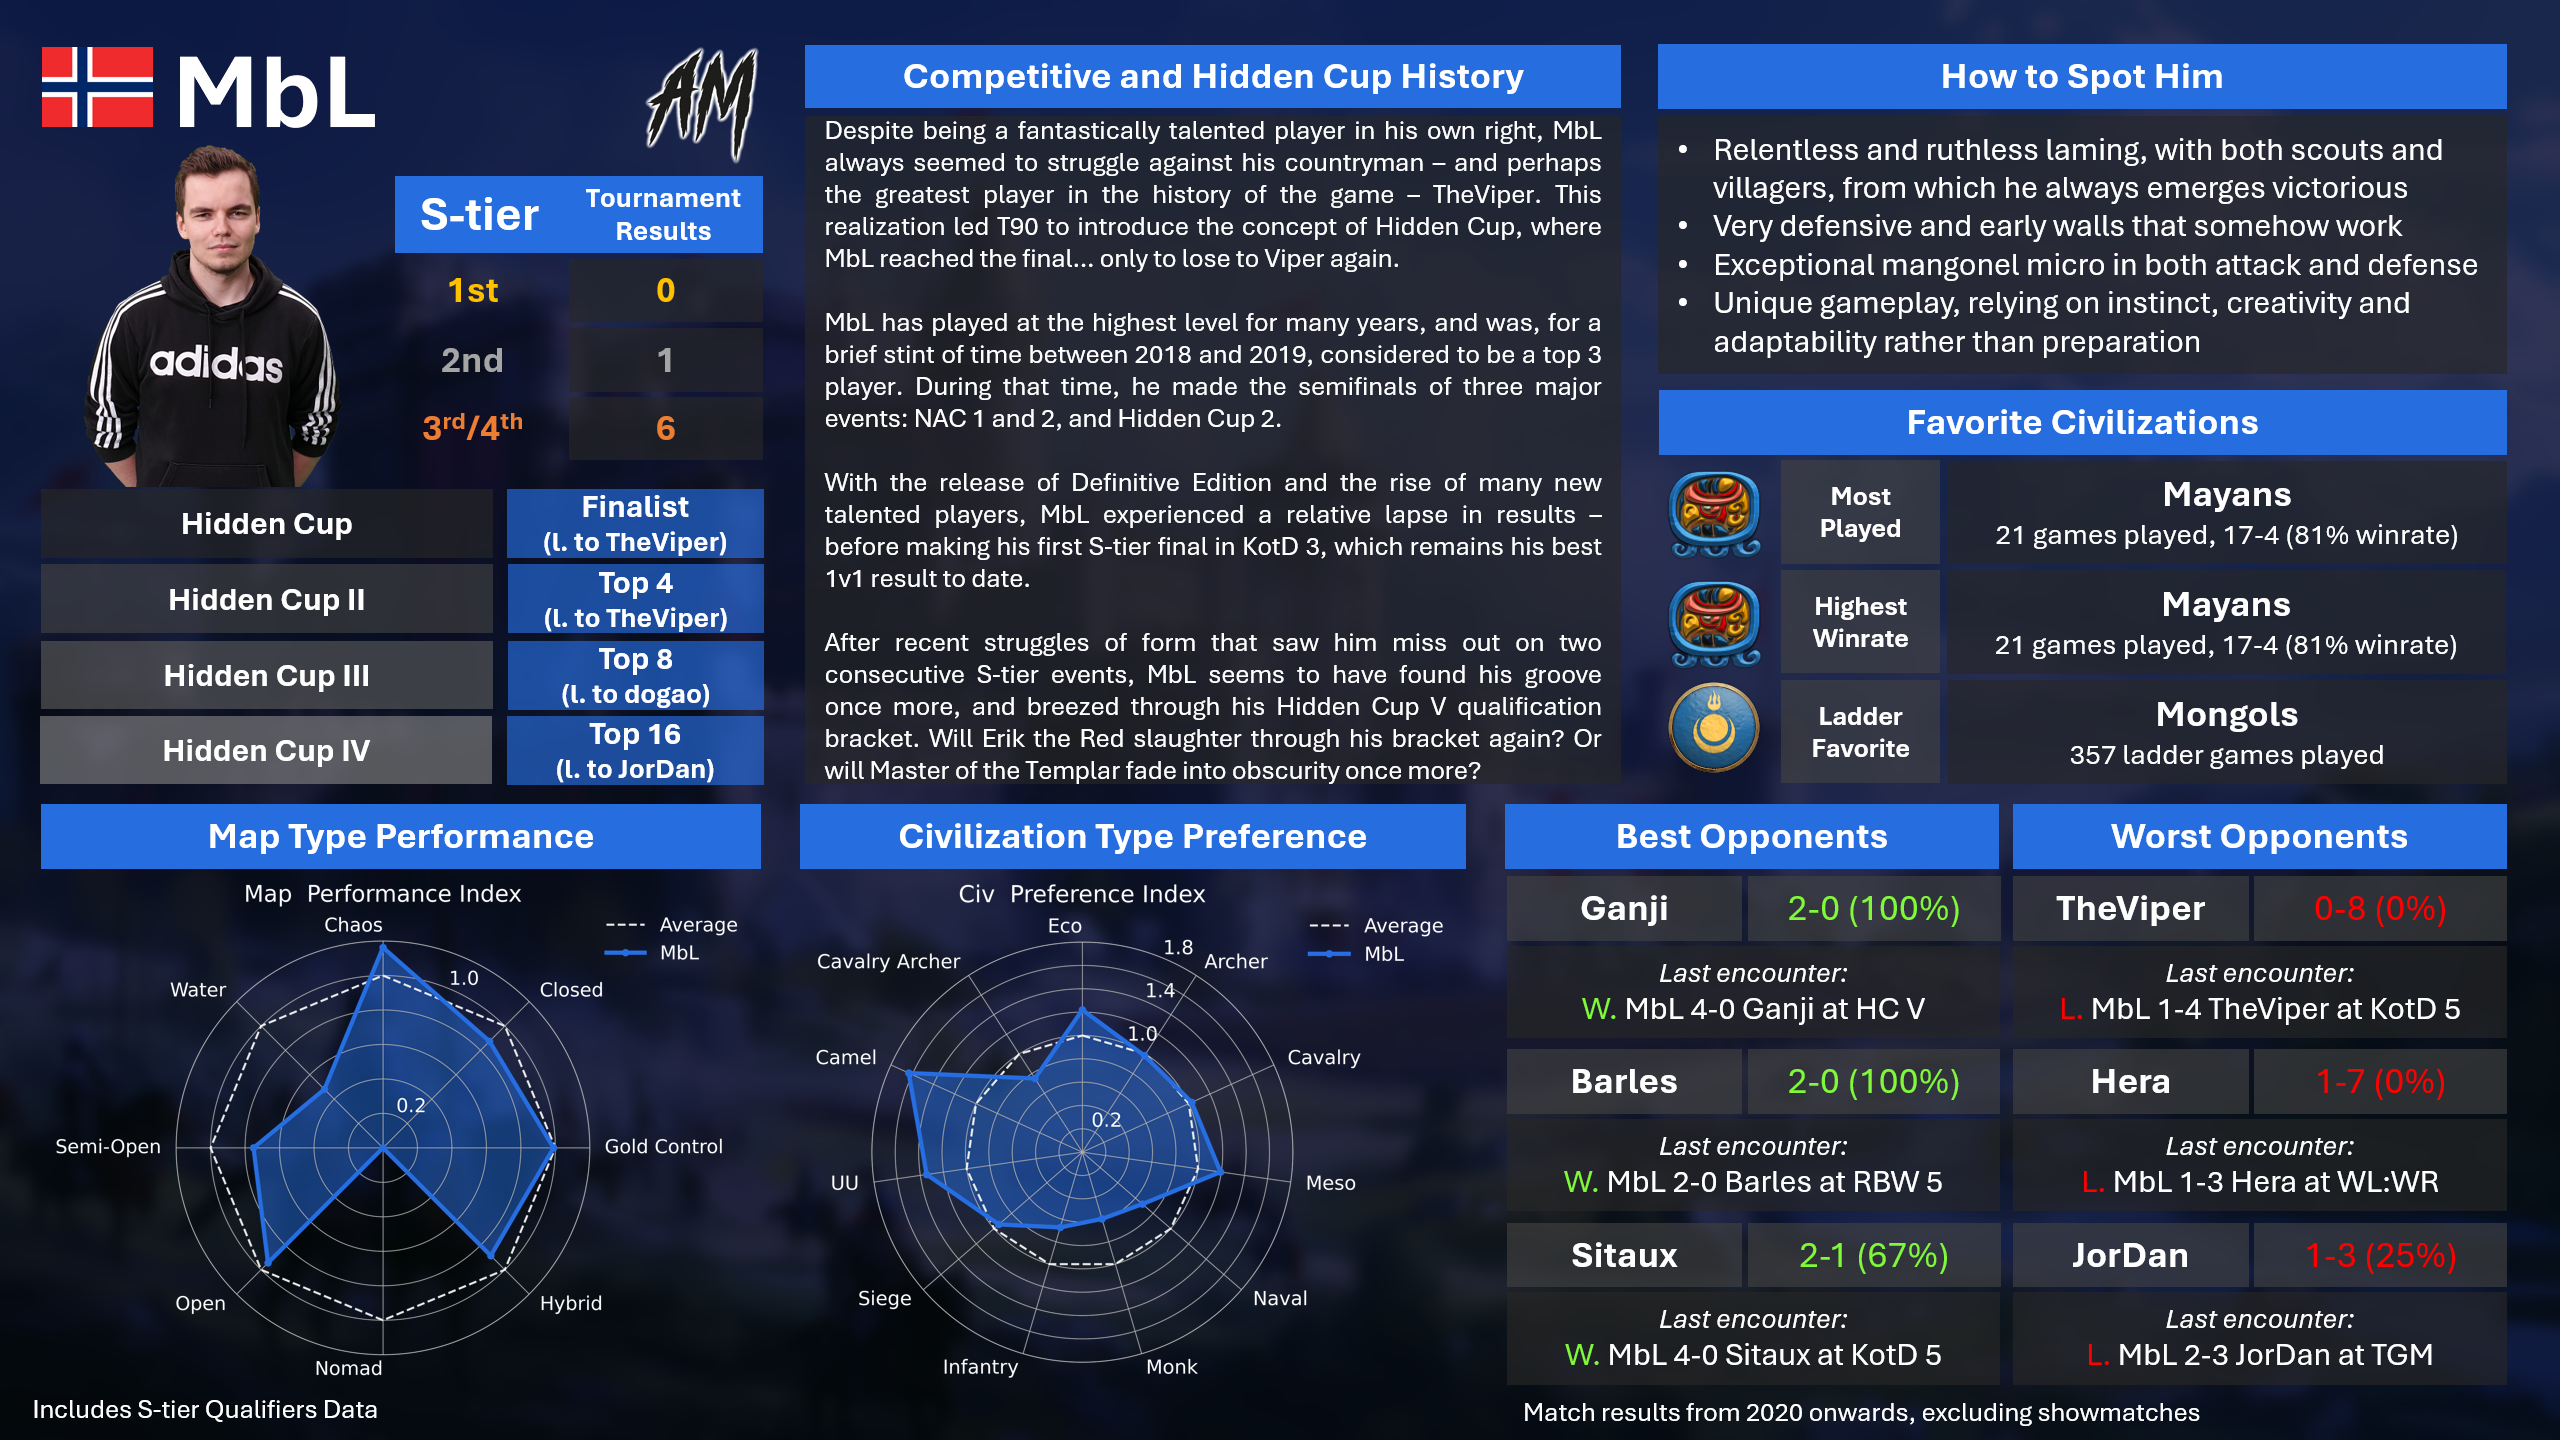 MbL
AM
adidas
S-tier
Tournament
Results
1st
0
2nd
1
3rd/4th
6
Hidden Cup
Finalist
(l. to TheViper)
Hidden Cup II
Top 4
(l. to TheViper)
Hidden Cup III
Top 8
(l. to dogao)
Hidden Cup IV
Top 16
(l. to JorDan)
Competitive and Hidden Cup History
Despite being a fantastically talented player in his own right, MbL
always seemed to struggle against his countryman – and perhaps
the greatest player in the history of the game – TheViper. This
realization led T90 to introduce the concept of Hidden Cup, where
MbL reached the final... only to lose to Viper again.
MbL has played at the highest level for many years, and was, for a
brief stint of time between 2018 and 2019, considered to be a top 3
player. During that time, he made the semifinals of three major
events: NAC 1 and 2, and Hidden Cup 2.
With the release of Definitive Edition and the rise of many new
talented players, MbL experienced a relative lapse in results –
before making his first S-tier final in KotD 3, which remains his best
1v1 result to date.
After recent struggles of form that saw him miss out on two
consecutive S-tier events, MbL seems to have found his groove
once more, and breezed through his Hidden Cup V qualification
bracket. Will Erik the Red slaughter through his bracket again? Or
will Master of the Templar fade into obscurity once more?
How to Spot Him
• Relentless and ruthless laming, with both scouts and
villagers, from which he always emerges victorious
• Very defensive and early walls that somehow work
• Exceptional mangonel micro in both attack and defense
• Unique gameplay, relying on instinct, creativity and
adaptability rather than preparation
Favorite Civilizations
Most
Played
Mayans
21 games played, 17-4 (81% winrate)
Highest
Winrate
Mayans
21 games played, 17-4 (81% winrate)
Ladder
Favorite
Mongols
357 ladder games played
Map Type Performance
Map Performance Index
Average
MbL
Chaos
Closed
Gold Control
Hybrid
Nomad
Open
Semi-Open
Water
1.0
0.2
Includes S-tier Qualifiers Data
Civilization Type Preference
Civ Preference Index
Average
MbL
Eco
Archer
Cavalry
Meso
Naval
Monk
Infantry
Siege
UU
Camel
Cavalry Archer
1.8
1.4
1.0
0.2
Best Opponents
Ganji
2-0 (100%)
Last encounter:
W. MbL 4-0 Ganji at HC V
Barles
2-0 (100%)
Last encounter:
W. MbL 2-0 Barles at RBW 5
Sitaux
2-1 (67%)
Last encounter:
W. MbL 4-0 Sitaux at KotD 5
Worst Opponents
TheViper
0-8 (0%)
Last encounter:
L. MbL 1-4 TheViper at KotD 5
Hera
1-7 (0%)
Last encounter:
L. MbL 1-3 Hera at WL:WR
JorDan
1-3 (25%)
Last encounter:
L. MbL 2-3 JorDan at TGM
Match results from 2020 onwards, excluding showmatches